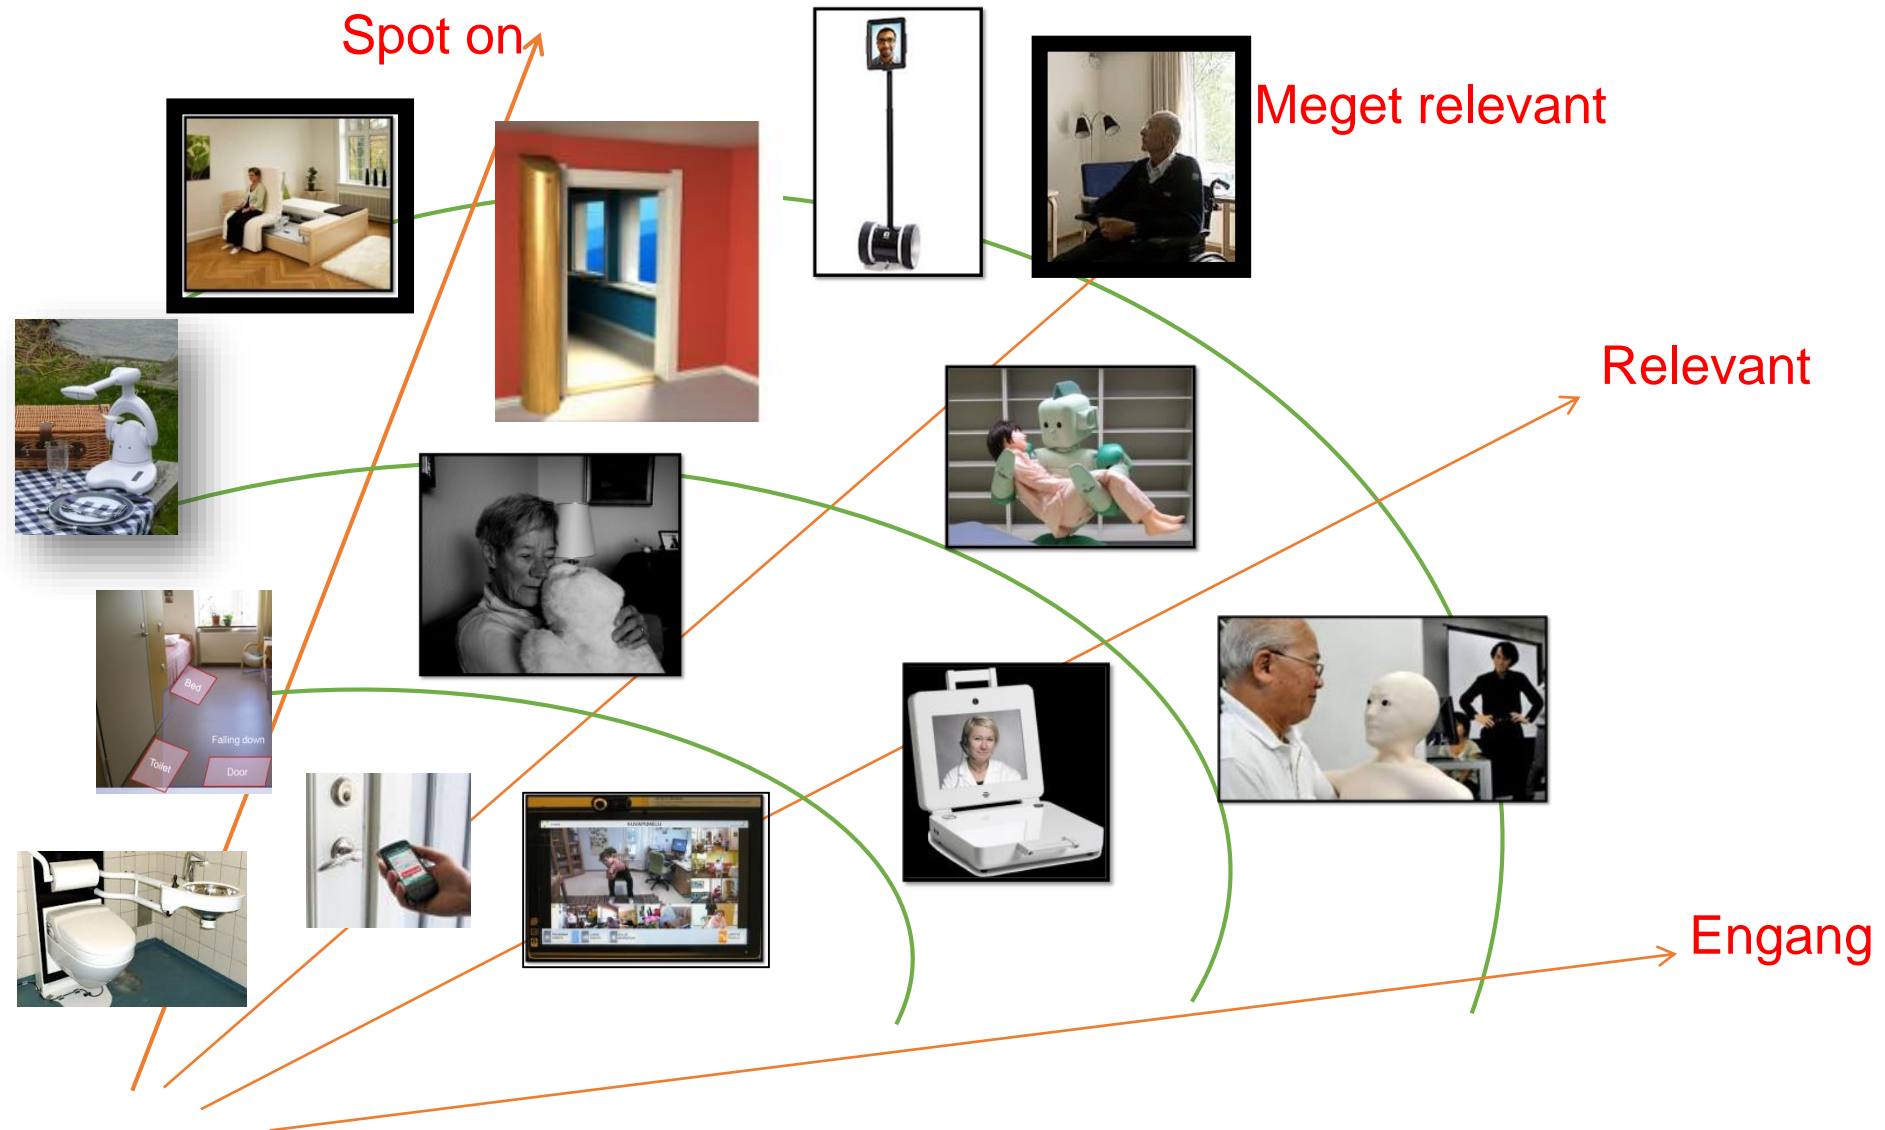 Spot on
Meget relevant
Relevant
Bed
Falling down
Toilet
Door
Engang